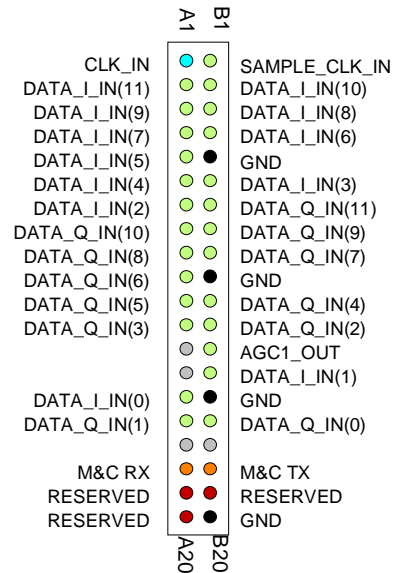 A1 B1
CLK_IN SAMPLE_CLK_IN
DATA_I_IN(11) DATA_I_IN(10)
DATA_I_IN(9) DATA_I_IN(8)
DATA_I_IN(7) DATA_I_IN(6)
DATA_I_IN(5) GND
DATA_I_IN(4) DATA_I_IN(3)
DATA_I_IN(2) DATA_Q_IN(11)
DATA_Q_IN(10) DATA_Q_IN(9)
DATA_Q_IN(8) DATA_Q_IN(7)
DATA_Q_IN(6) GND
DATA_Q_IN(5) DATA_Q_IN(4)
DATA_Q_IN(3) DATA_Q_IN(2)
AGC1_OUT
DATA_I_IN(1)
DATA_I_IN(0) GND
DATA_Q_IN(1) DATA_Q_IN(0)
M&C RX M&C TX
RESERVED RESERVED
RESERVED GND
A20 B20